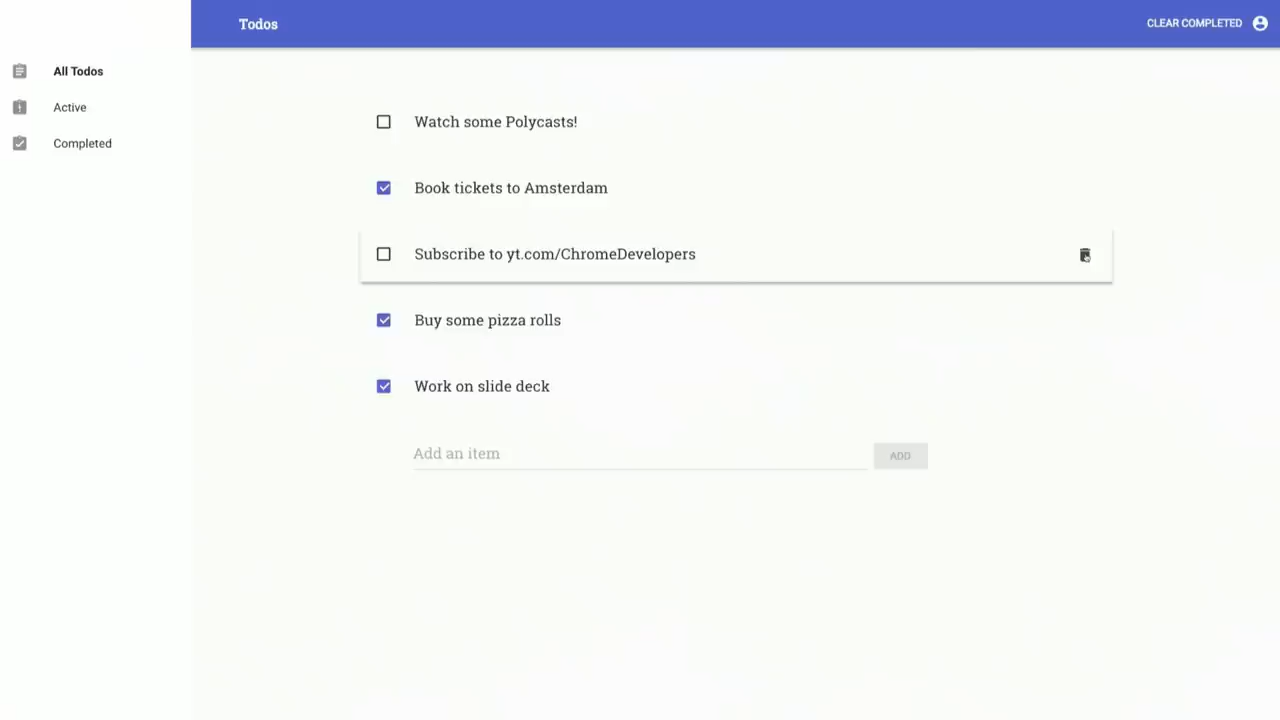 Todos
CLEAR COMPLETED
All Todos
Active
Completed
Watch some Polycasts!
Book tickets to Amsterdam
Subscribe to yt.com/ChromeDevelopers
Buy some pizza rolls
Work on slide deck
Add an item
ADD